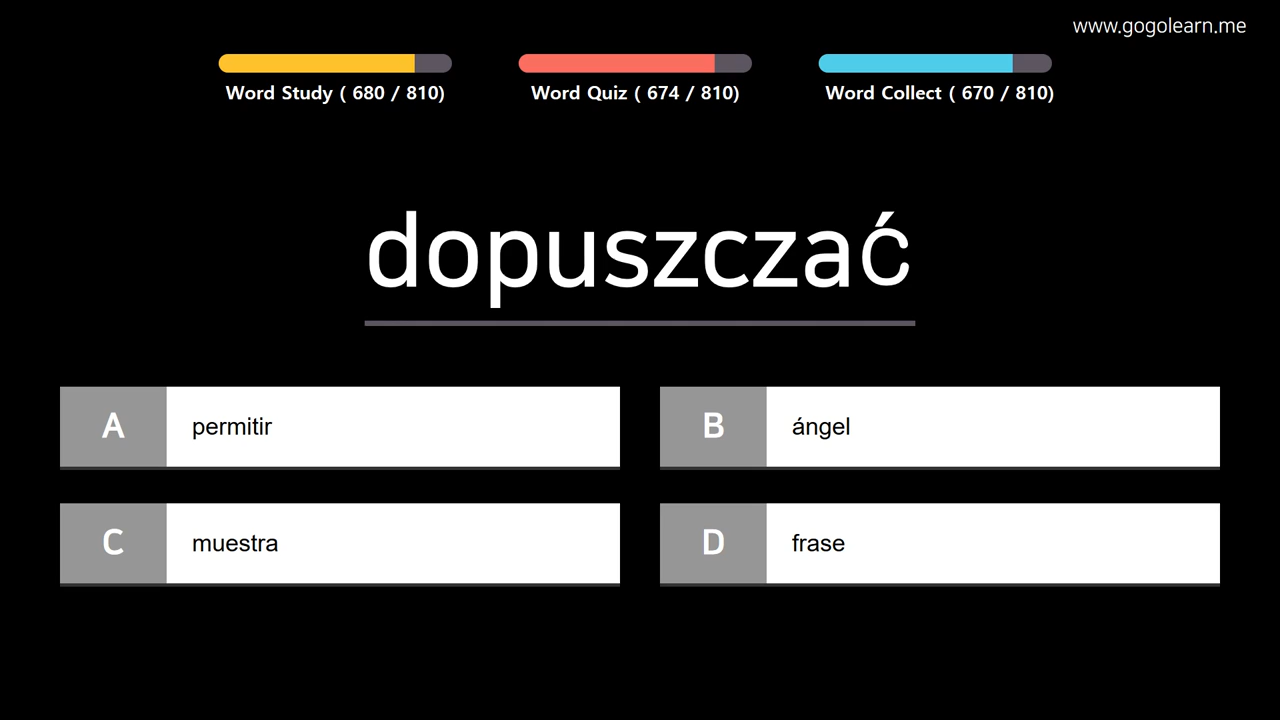 www.gogolearn.me
Word Study ( 680 / 810)
Word Quiz ( 674 / 810)
Word Collect ( 670 / 810)
dopuszczać
A permitir
B ángel
C muestra
D frase